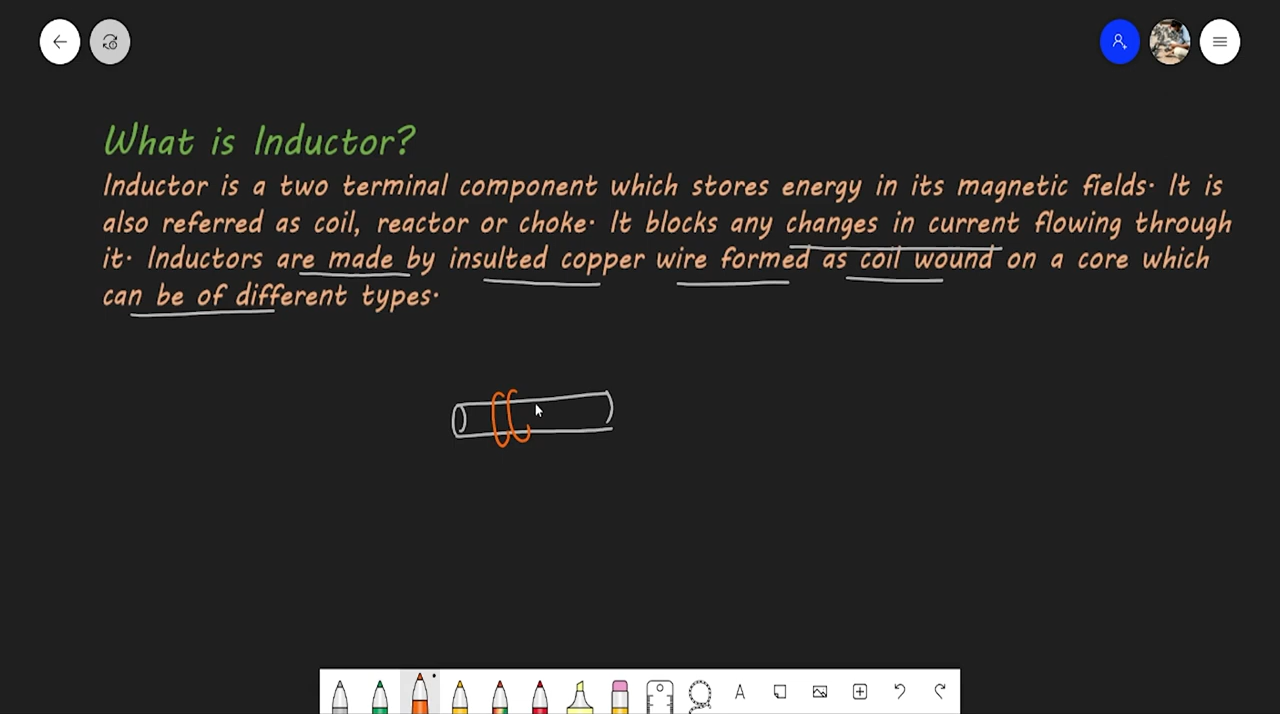 What is Inductor?
Inductor is a two terminal component which stores energy in its magnetic fields. It is
also referred as coil, reactor or choke. It blocks any changes in current flowing through
it. Inductors are made by insulted copper wire formed as coil wound on a core which
can be of different types.
A